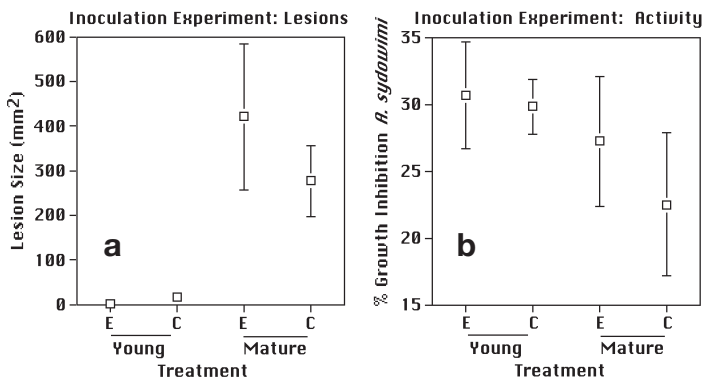 Inoculation Experiment: Lesions
600
500
400
300
200
100
0
Lesion Size (mm2)
a
E C E C
Young Mature
Treatment
Inoculation Experiment: Activity
35
30
25
20
15
% Growth Inhibition A. sydowimi
b
E C E C
Young Mature
Treatment